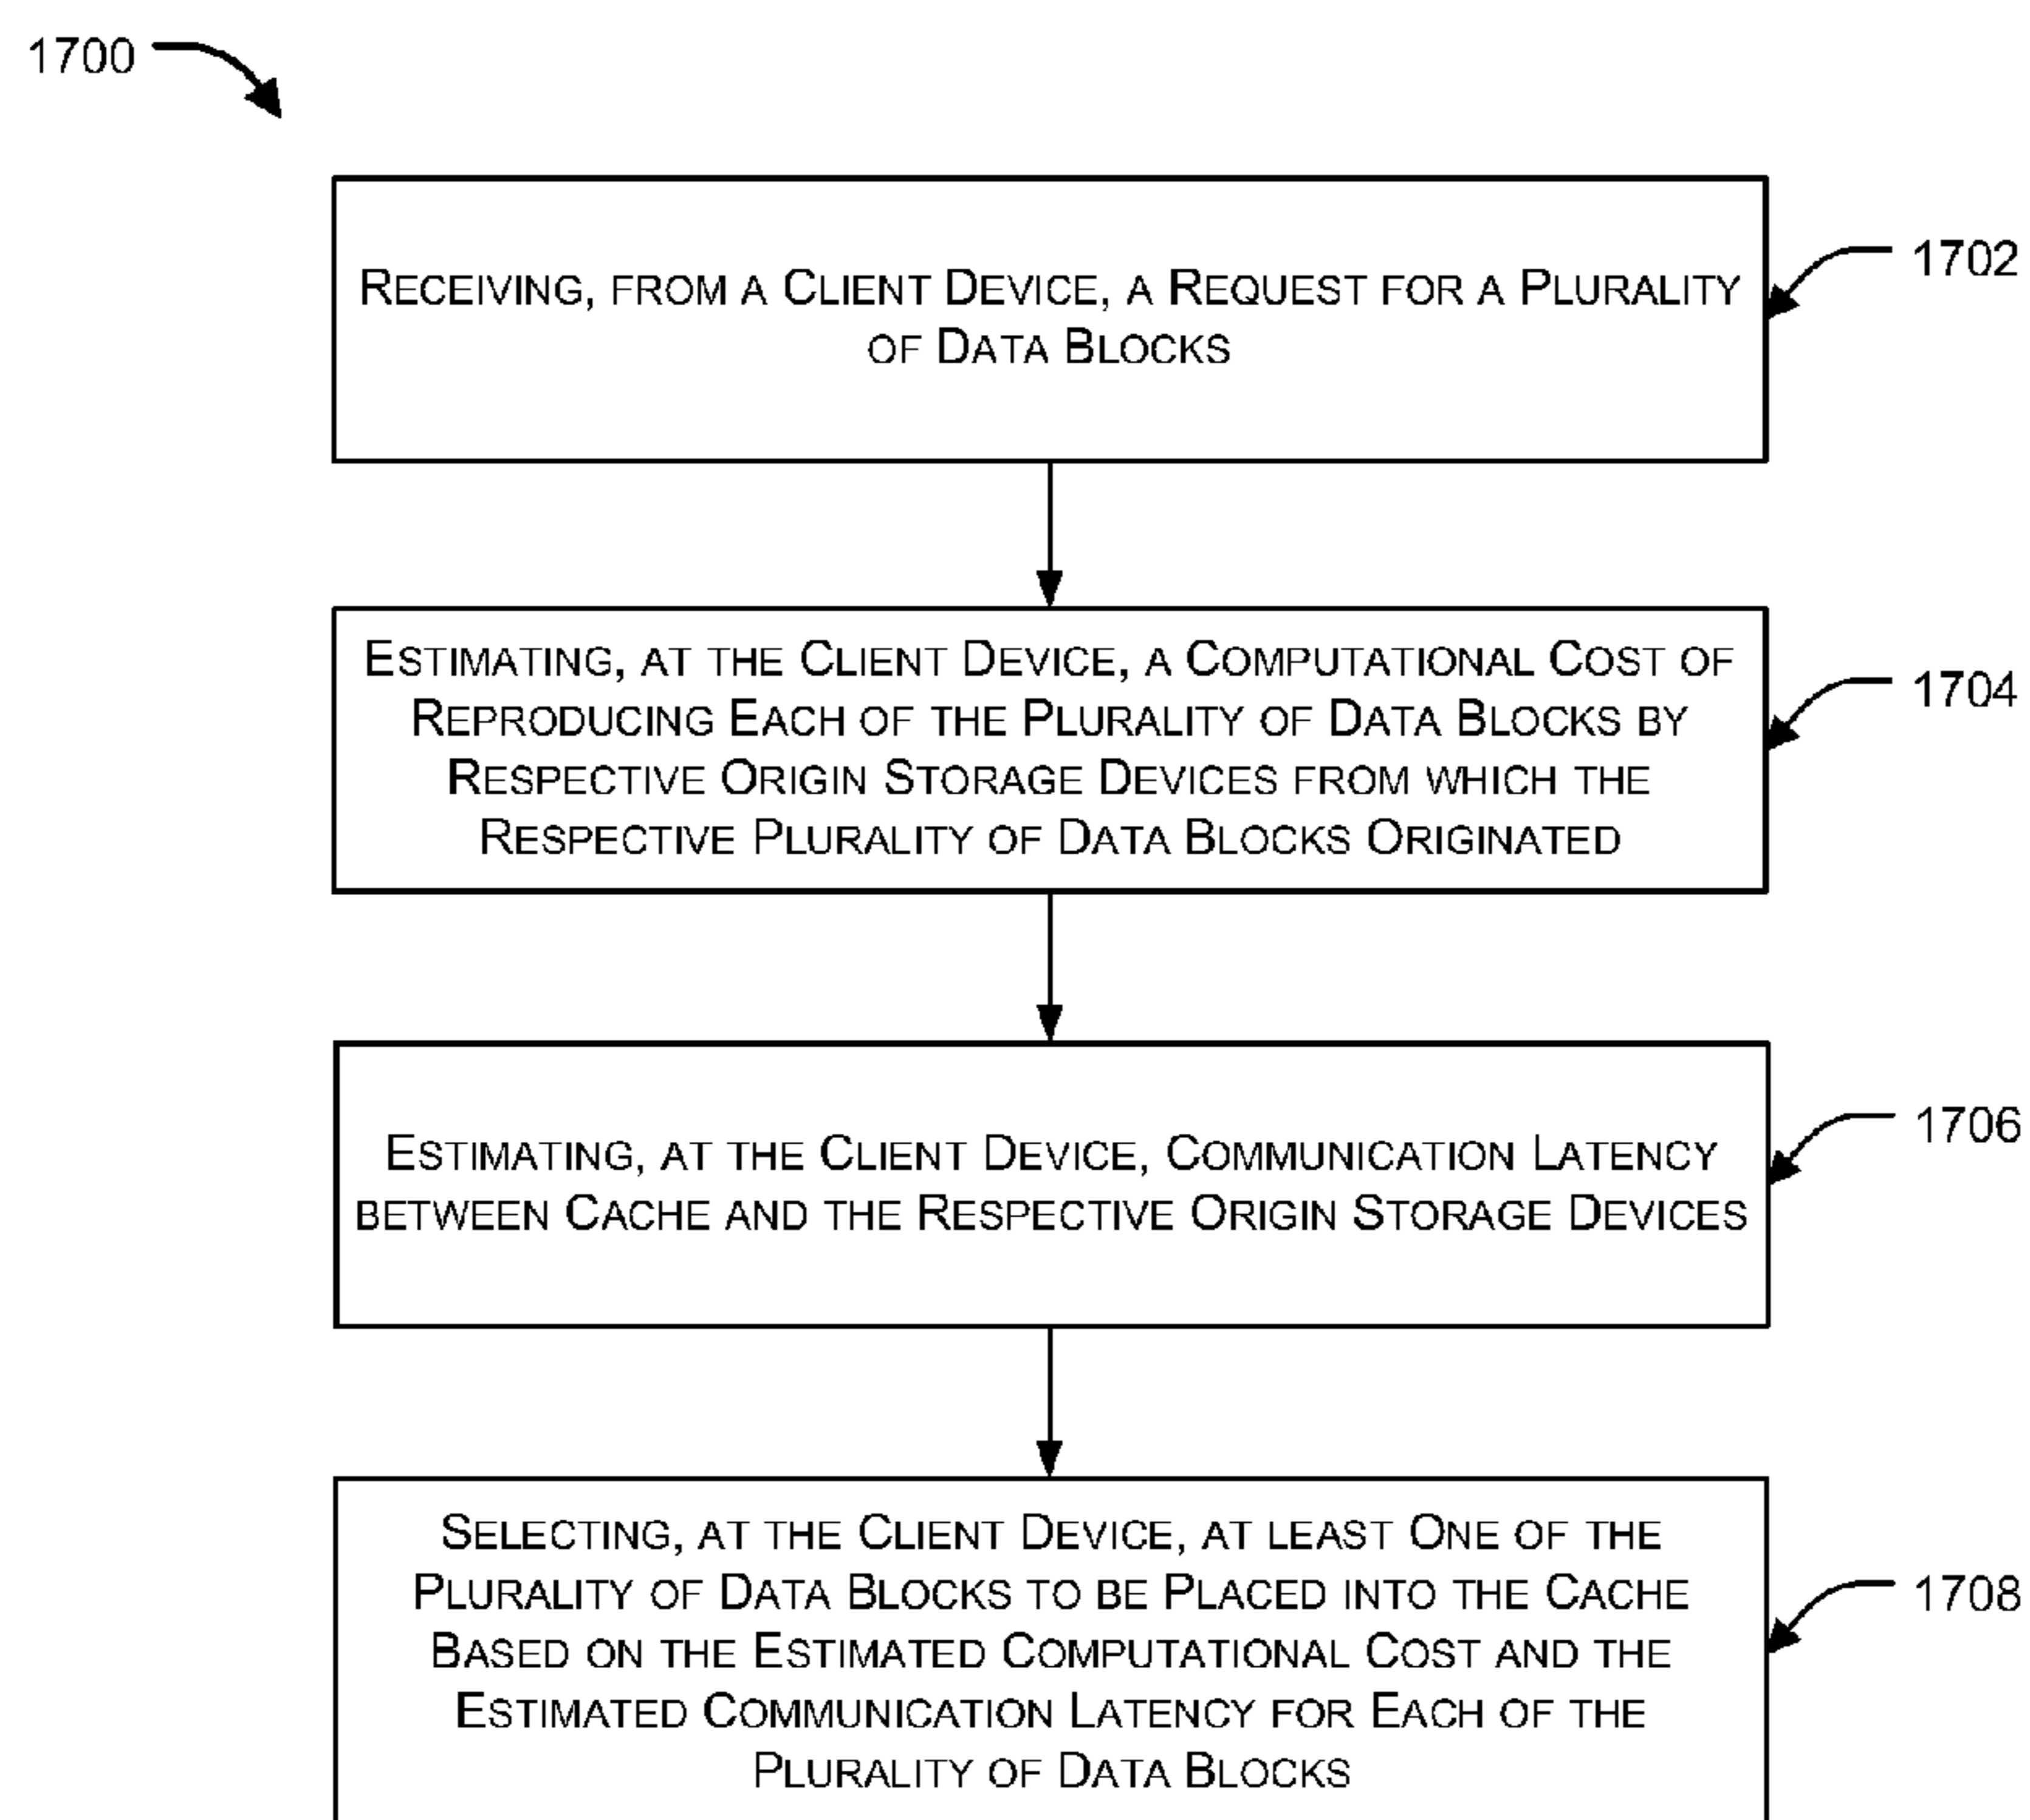 1700
RECEIVING, FROM A CLIENT DEVICE, A REQUEST FOR A PLURALITY
OF DATA BLOCKS
1702
ESTIMATING, AT THE CLIENT DEVICE, A COMPUTATIONAL COST OF
REPRODUCING EACH OF THE PLURALITY OF DATA BLOCKS BY
RESPECTIVE ORIGIN STORAGE DEVICES FROM WHICH THE
RESPECTIVE PLURALITY OF DATA BLOCKS ORIGINATED
1704
ESTIMATING, AT THE CLIENT DEVICE, COMMUNICATION LATENCY
BETWEEN CACHE AND THE RESPECTIVE ORIGIN STORAGE DEVICES
1706
SELECTING, AT THE CLIENT DEVICE, AT LEAST ONE OF THE
PLURALITY OF DATA BLOCKS TO BE PLACED INTO THE CACHE
BASED ON THE ESTIMATED COMPUTATIONAL COST AND THE
ESTIMATED COMMUNICATION LATENCY FOR EACH OF THE
PLURALITY OF DATA BLOCKS
1708